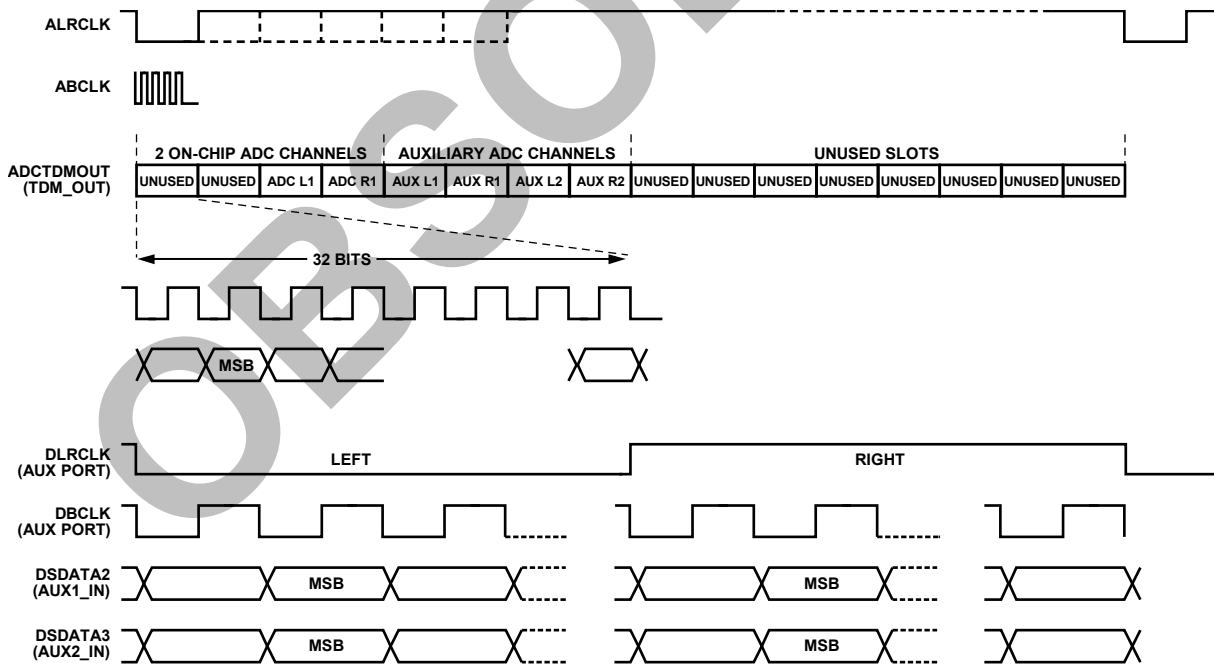 ALRCLK
ABCLK
2 ON-CHIP ADC CHANNELS AUXILIARY ADC CHANNELS UNUSED SLOTS
ADCTDMOUT
(TDM_OUT)
UNUSED UNUSED ADC L1 ADC R1 AUX L1 AUX R1 AUX L2 AUX R2 UNUSED UNUSED UNUSED UNUSED UNUSED UNUSED UNUSED UNUSED
32 BITS
MSB
DLRCLK
(AUX PORT)
LEFT RIGHT
DBCLK
(AUX PORT)
DSDATA2
(AUX1_IN)
MSB MSB
DSDATA3
(AUX2_IN)
MSB MSB
OBSO